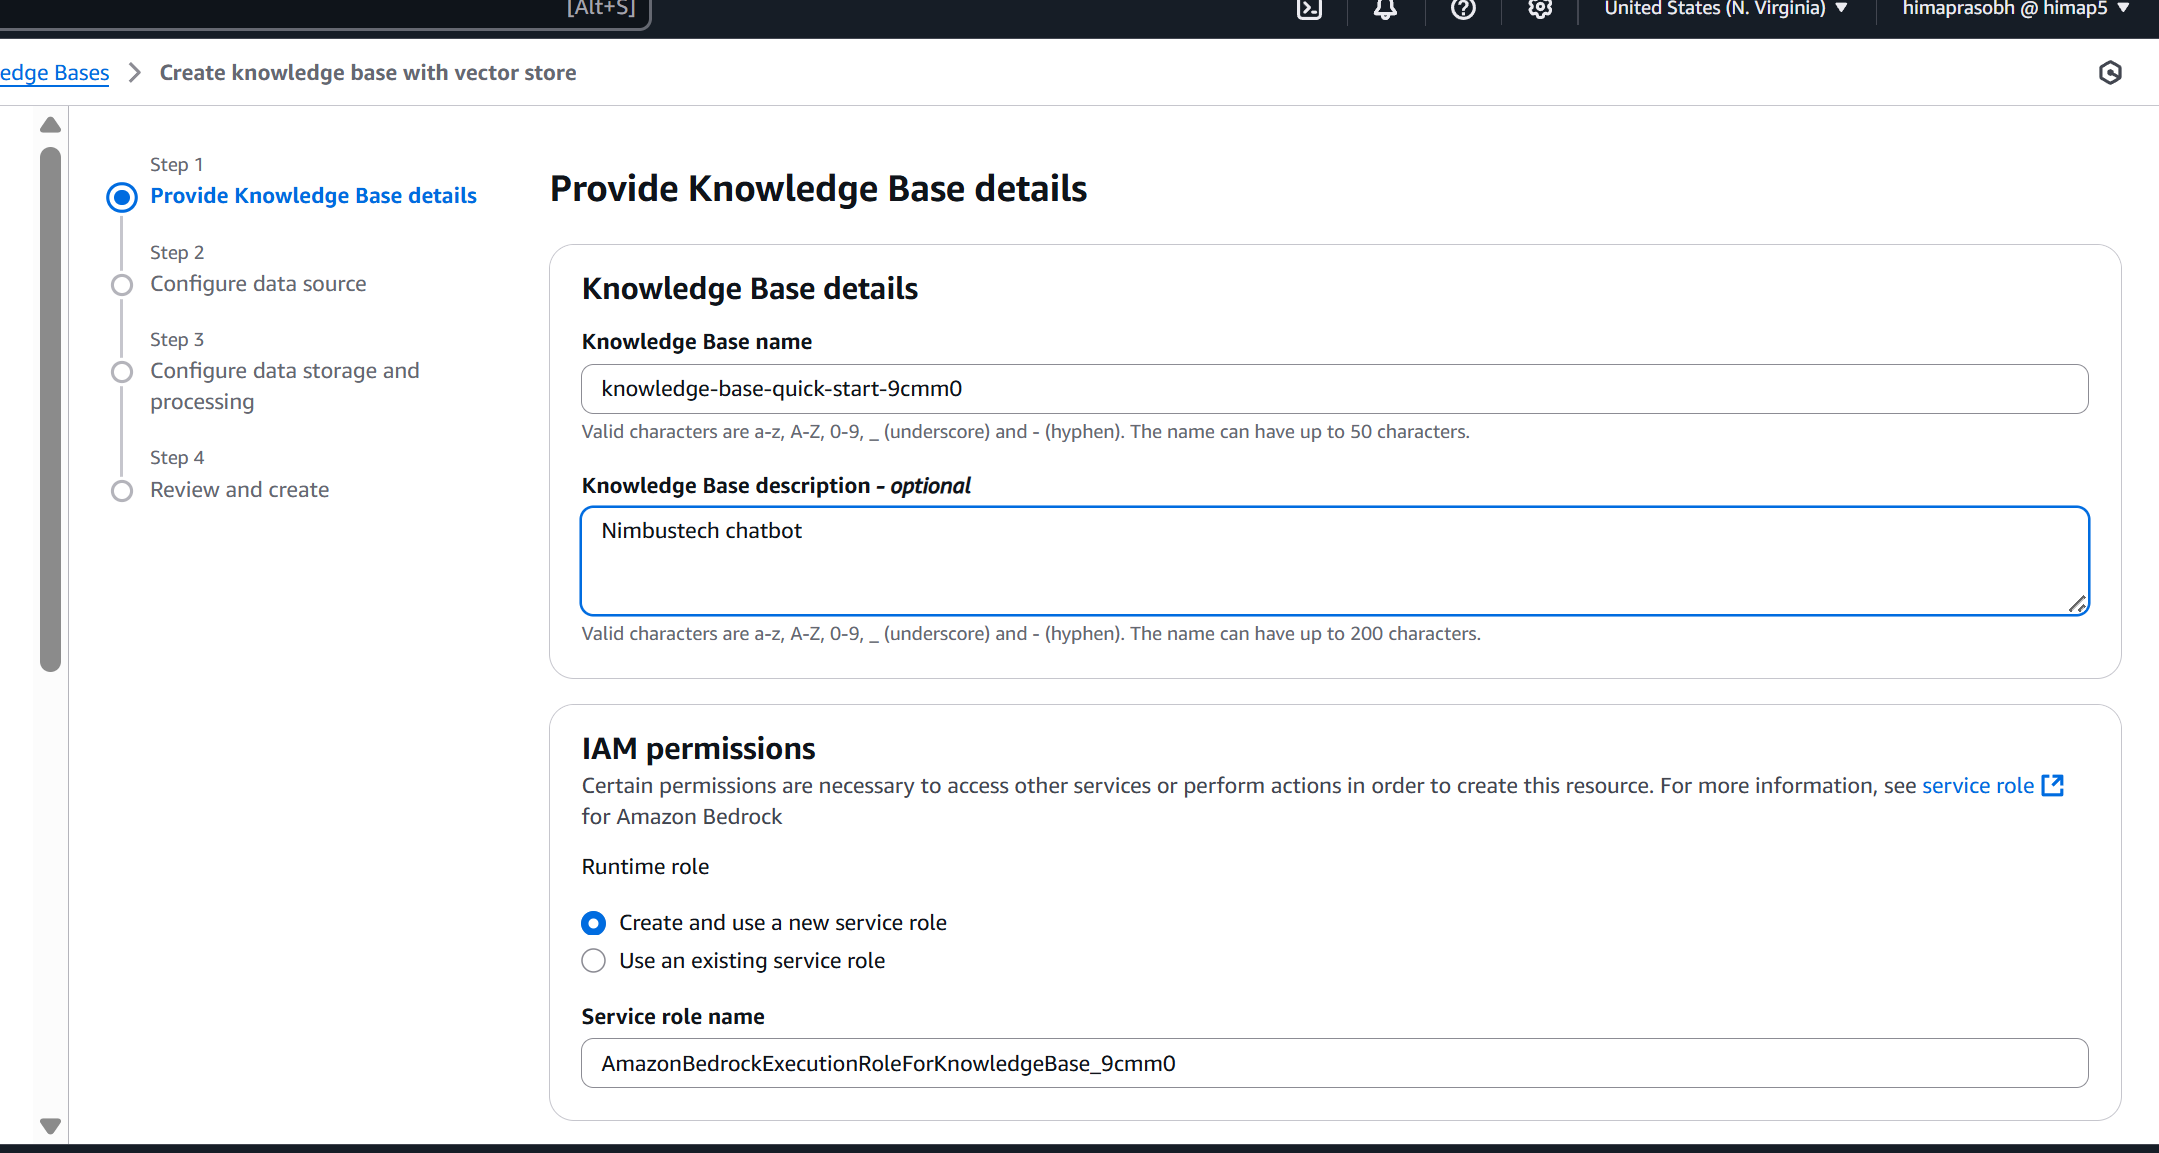 [Alt+S]
United States (N. Virginia)
himaprasobh @ himap5
edge Bases
Create knowledge base with vector store
Step 1
Provide Knowledge Base details
Step 2
Configure data source
Step 3
Configure data storage and
processing
Step 4
Review and create
Provide Knowledge Base details
Knowledge Base details
Knowledge Base name
knowledge-base-quick-start-9cmm0
Valid characters are a-z, A-Z, 0-9, _ (underscore) and - (hyphen). The name can have up to 50 characters.
Knowledge Base description - optional
Nimbustech chatbot
Valid characters are a-z, A-Z, 0-9, _ (underscore) and - (hyphen). The name can have up to 200 characters.
IAM permissions
Certain permissions are necessary to access other services or perform actions in order to create this resource. For more information, see service role
for Amazon Bedrock
Runtime role
Create and use a new service role
Use an existing service role
Service role name
AmazonBedrockExecutionRoleForKnowledgeBase_9cmm0